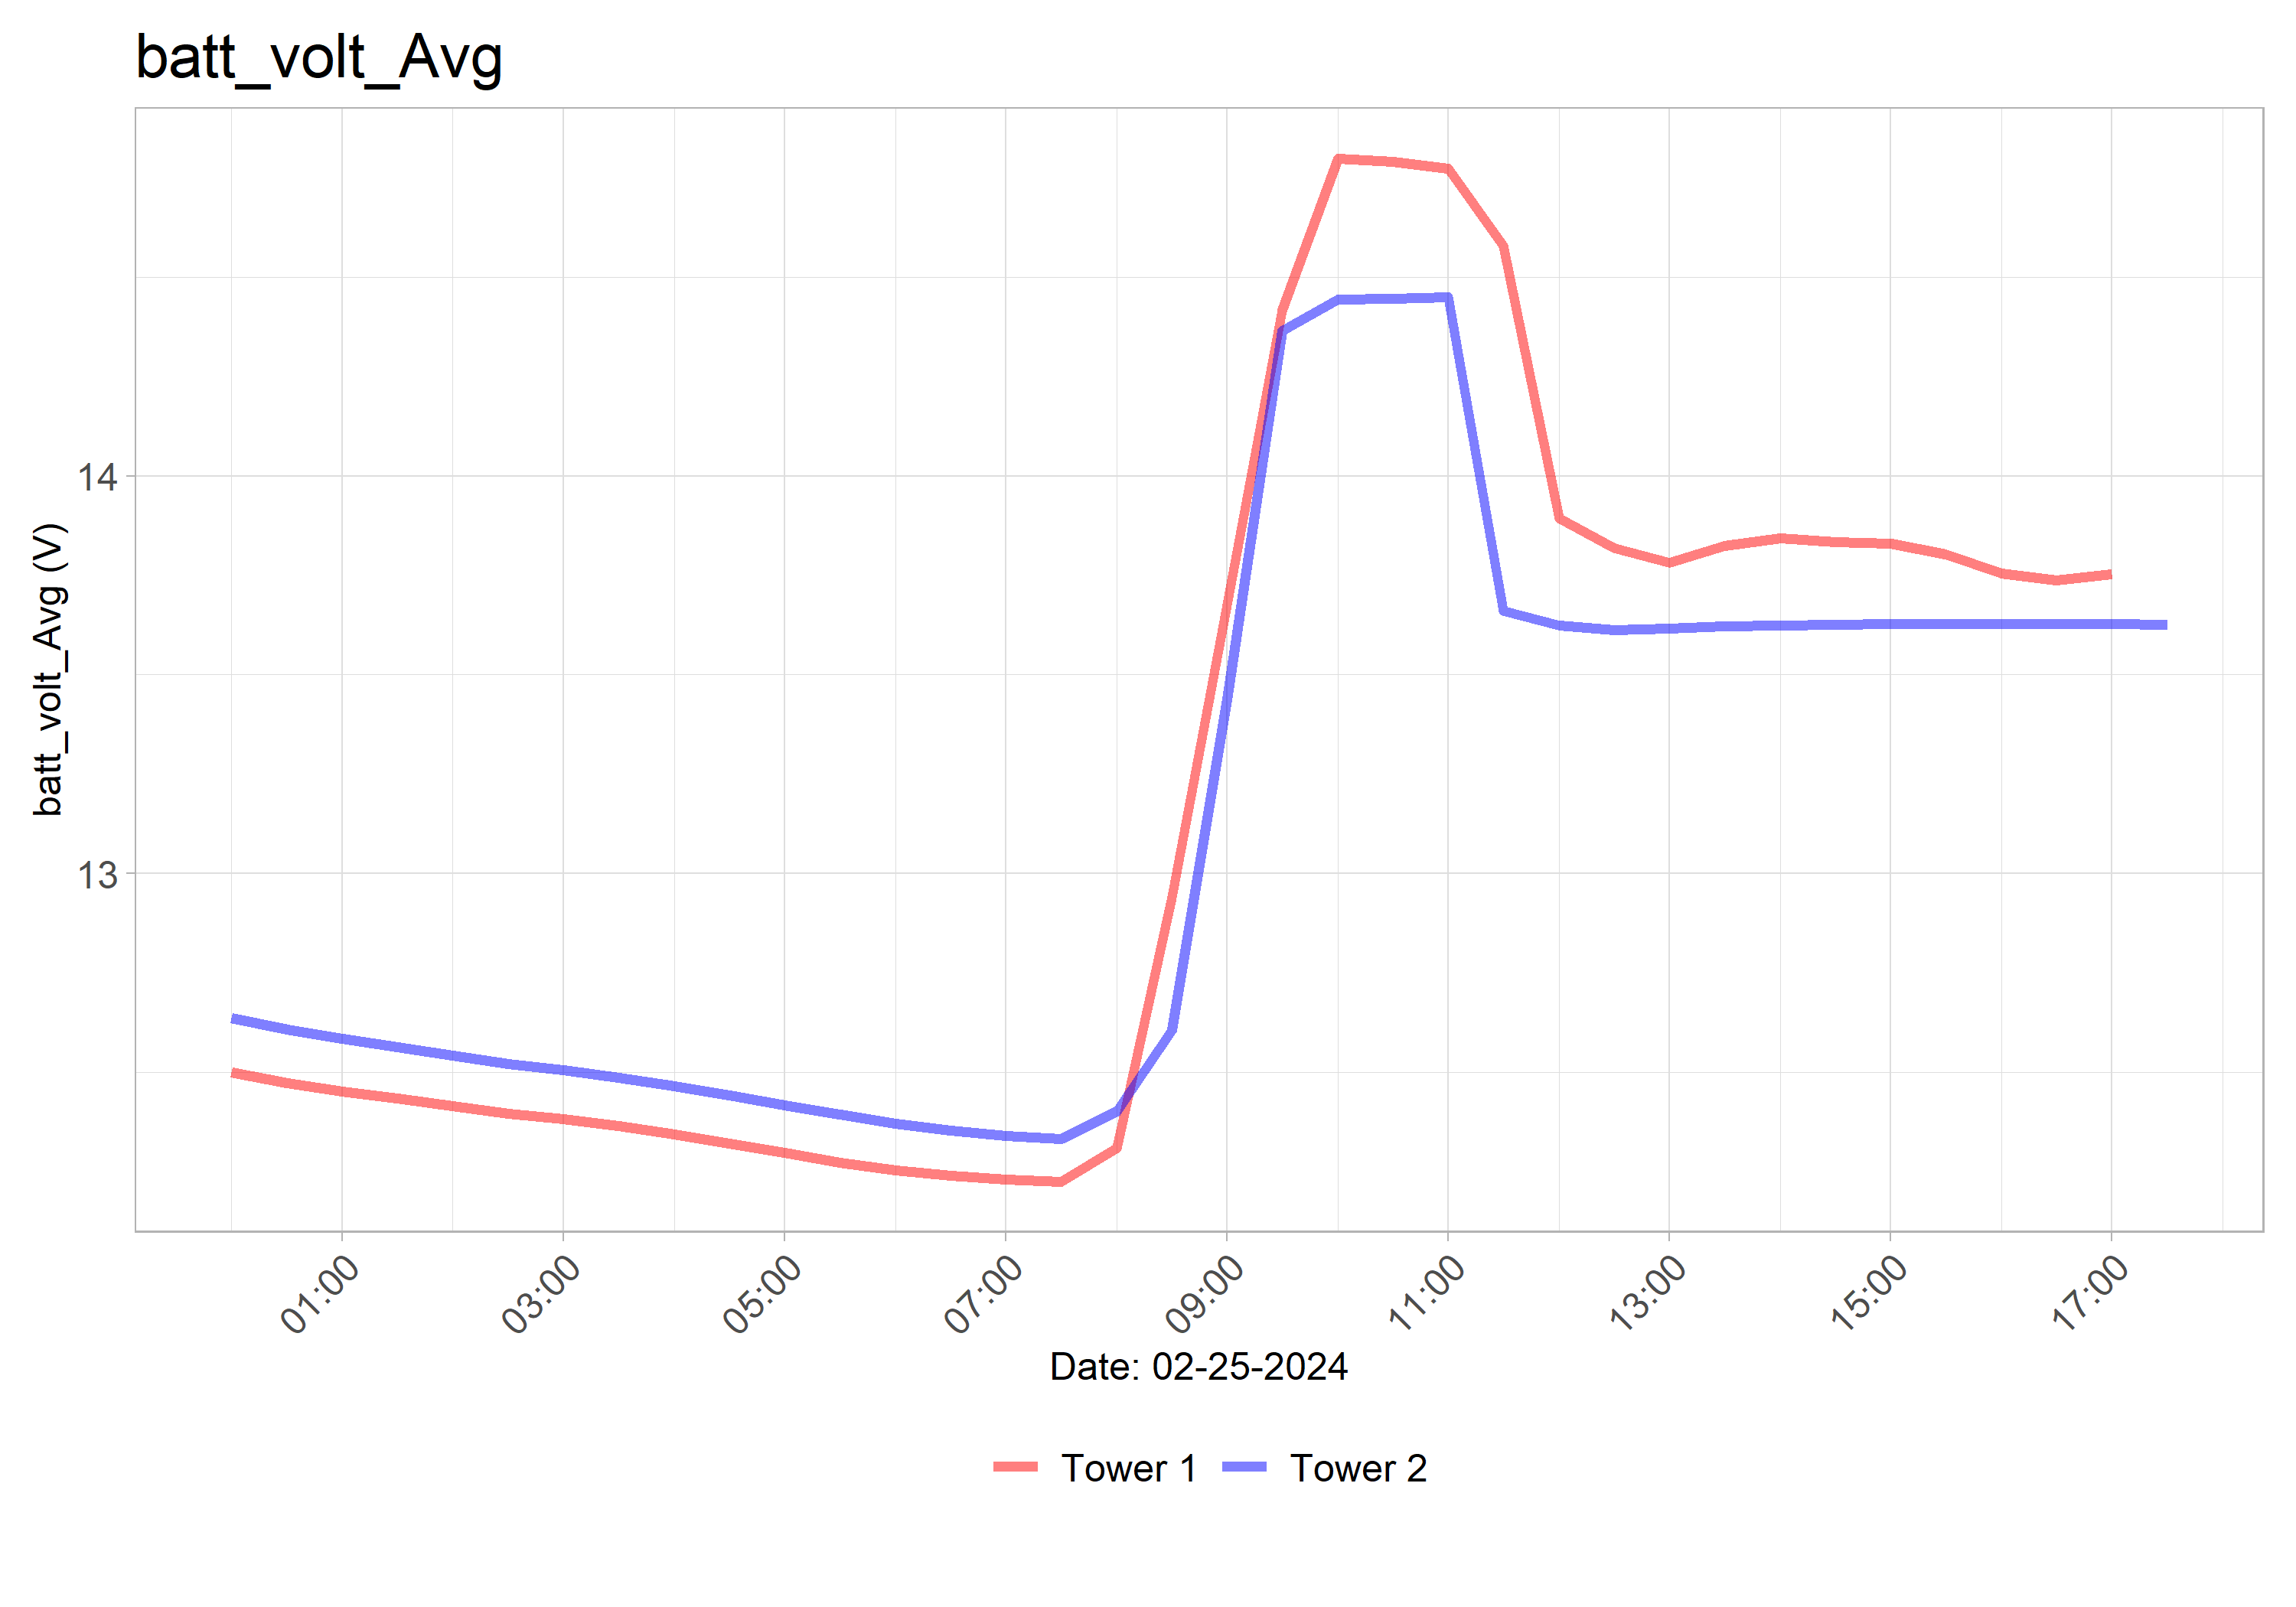 batt_volt_Avg
batt_volt_Avg (V)
14
13
01:00 03:00 05:00 07:00 09:00 11:00 13:00 15:00 17:00
Date: 02-25-2024
Tower 1 Tower 2